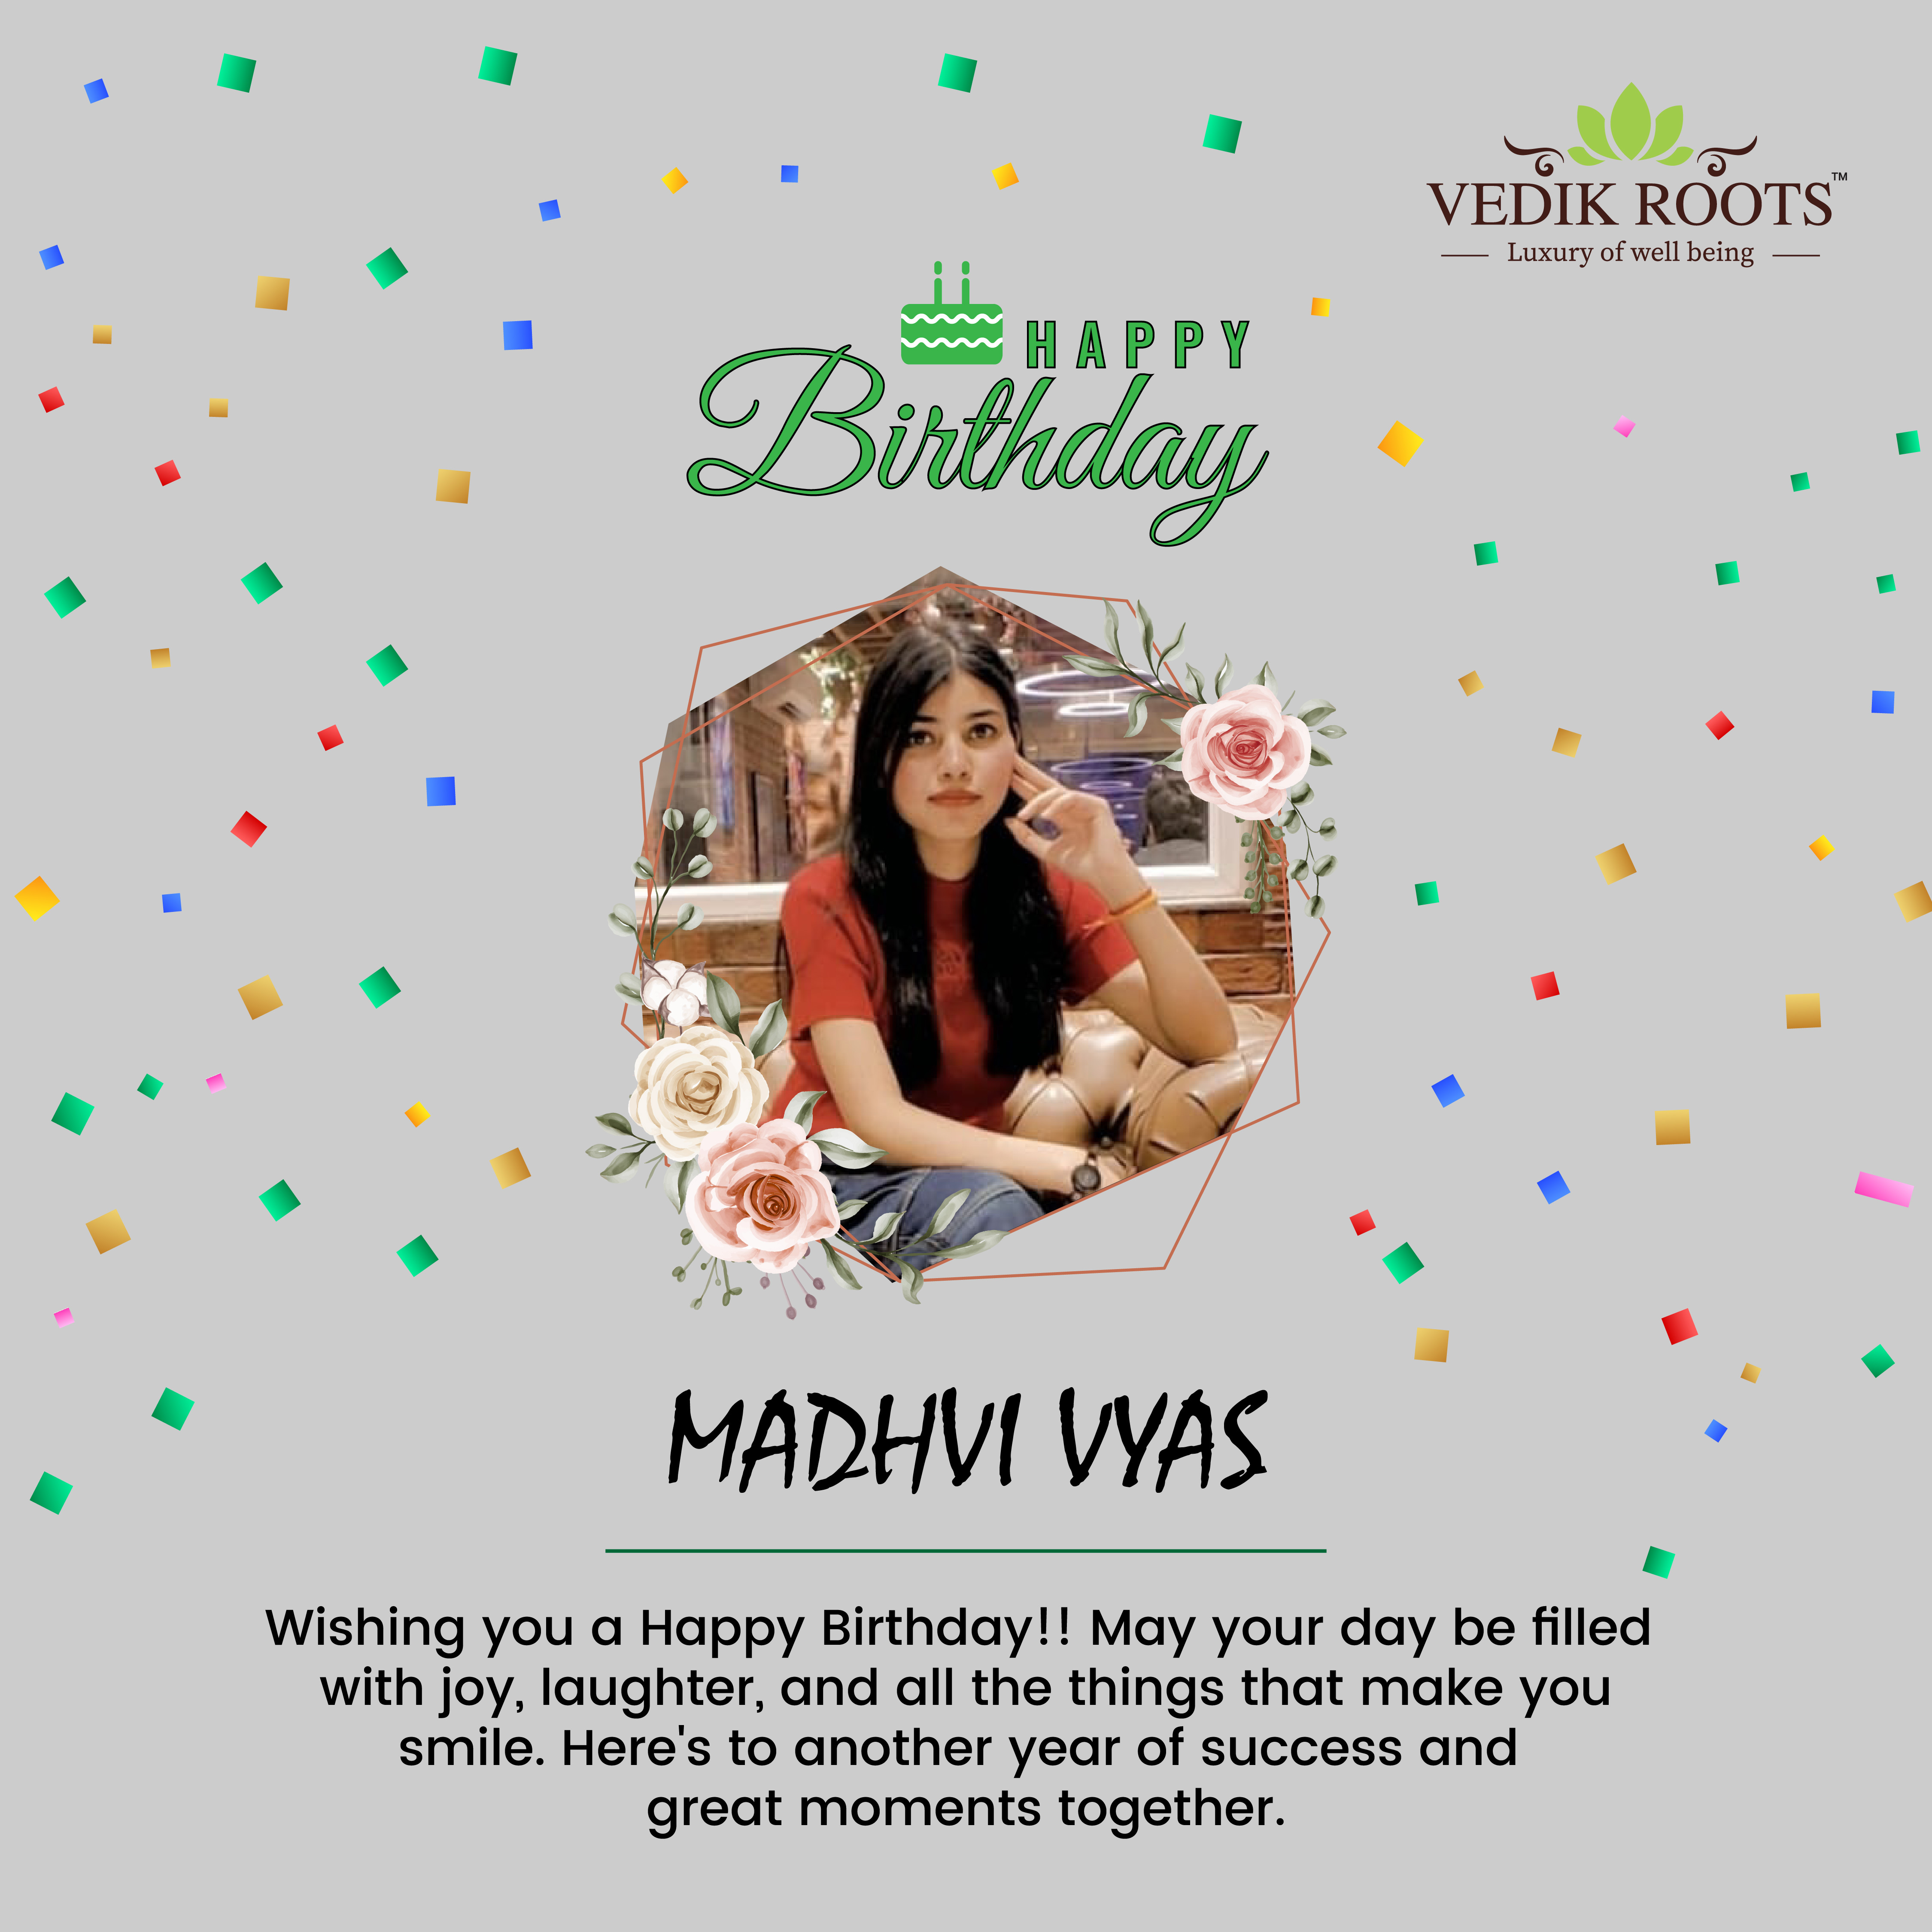 VEDIK ROOTS™
Luxury of well being
HAPPY
Birthday
MADHVI VYAS
Wishing you a Happy Birthday!! May your day be filled
with joy, laughter, and all the things that make you
smile. Here's to another year of success and
great moments together.